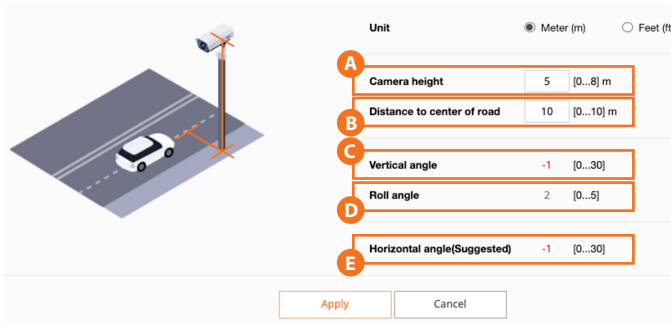 Unit Meter (m) Feet (ft
A
Camera height 5 [0...8] m
Distance to center of road 10 [0...10] m
B
C
Vertical angle -1 [0...30]
Roll angle 2 [0...5]
D
Horizontal angle(Suggested) -1 [0...30]
E
Apply Cancel